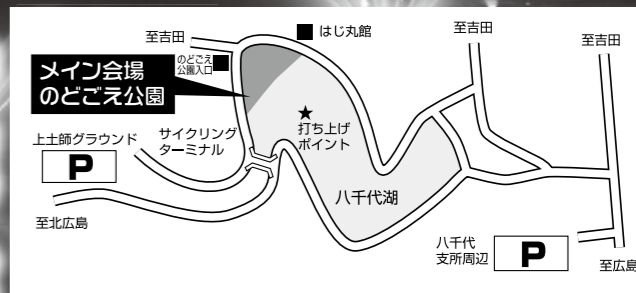 至吉田
はじ丸館
至吉田
至吉田
のどごえ
公園入口
メイン会場
のどごえ公園
★
打ち上げ
ポイント
上土師グラウンド
P
サイクリング
ターミナル
八千代湖
至北広島
八千代
支所周辺
P
至広島